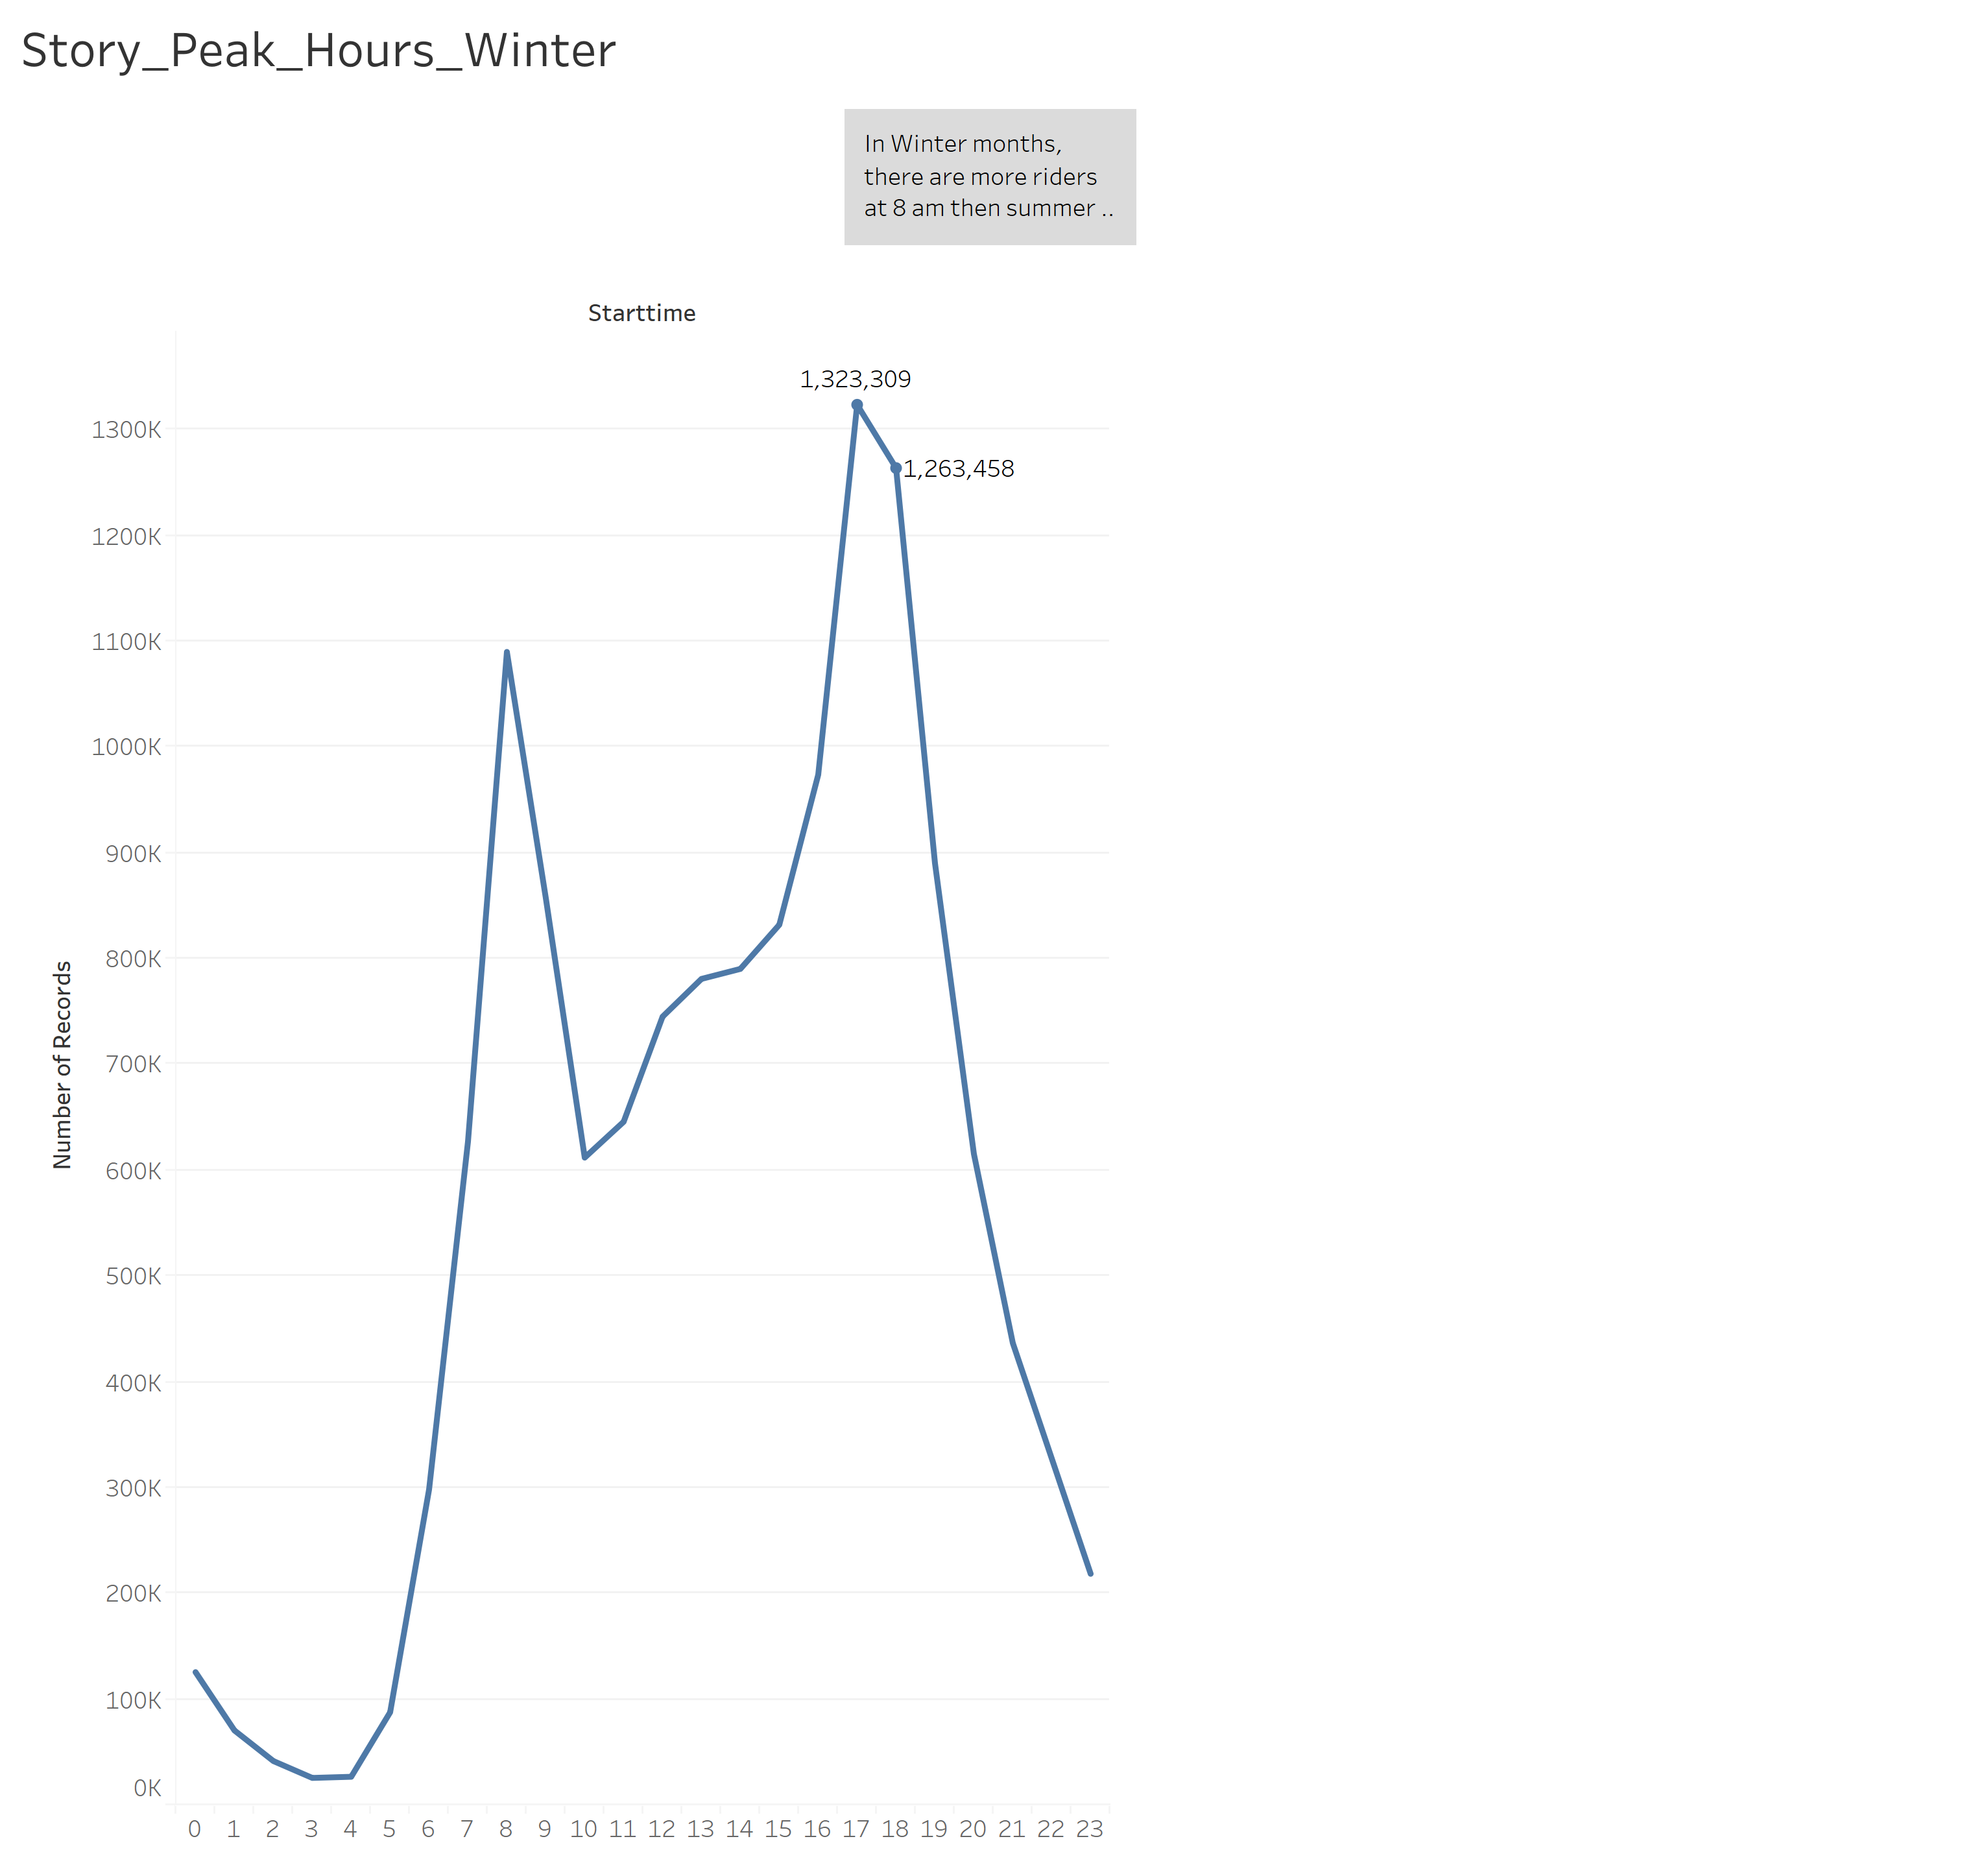 Story_Peak_Hours_Winter
In Winter months,
there are more riders
at 8 am then summer ..
Starttime
1,323,309
1,263,458
1300K
1200K
1100K
1000K
900K
800K
700K
600K
500K
400K
300K
200K
100K
0K
Number of Records
0 1 2 3 4 5 6 7 8 9 10 11 12 13 14 15 16 17 18 19 20 21 22 23